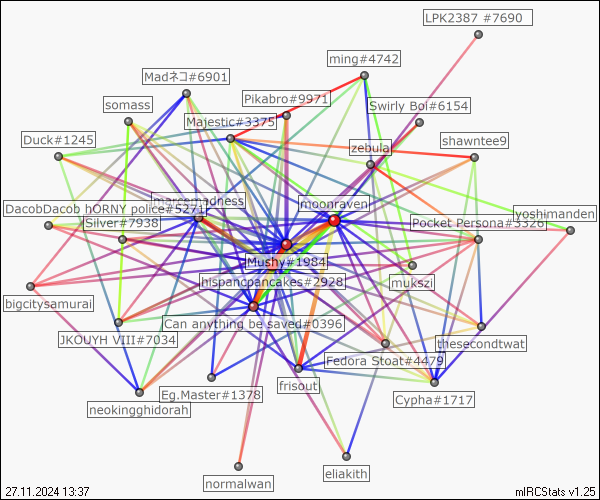 LPK2387 #7690
ming#4742
Madネコ#6901
Pikabro#9971
somass
Swirly Bol#6154
Majestic#3375
Duck#1245
shawntee9
zebula
marcsmadness
moonraven
DacobDacob hORNY police#5271
yoshimanden
Silver#7938
Pocket Persona#3326
Mushy#1984
hispancpancakes#2928
mukszi
bigcitysamurai
Can anything be saved#0396
JKOUYH VIII#7034
thesecondtwat
Fedora Stoat#4479
frisout
Eg.Master#1378
Cypha#1717
neokingghidorah
eliakith
normalwan
27.11.2024 13:37
mIRCStats v1.25